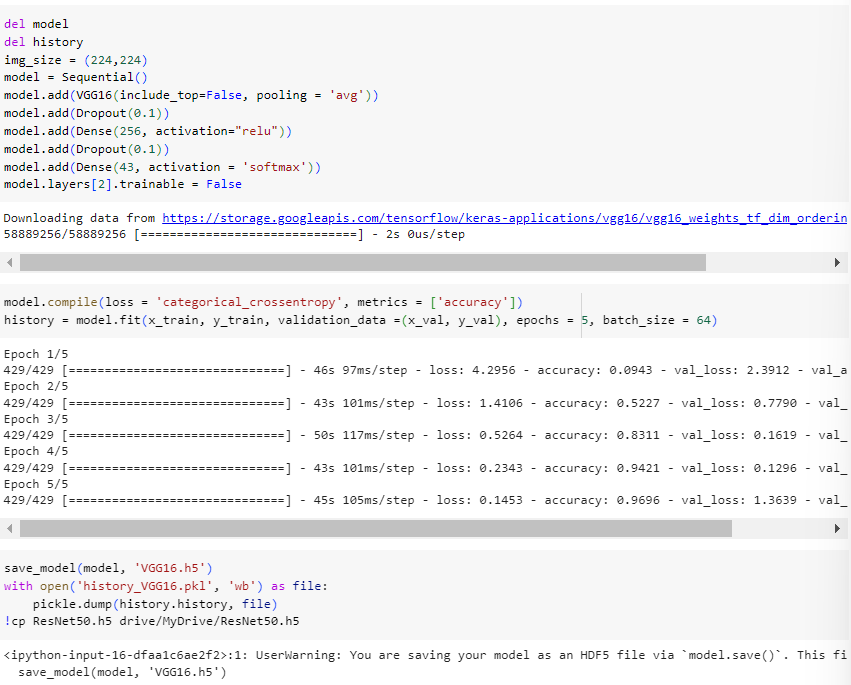 del model
del history
img_size = (224,224)
model = Sequential()
model.add(VGG16(include_top=False, pooling = 'avg'))
model.add(Dropout(0.1))
model.add(Dense(256, activation="relu"))
model.add(Dropout(0.1))
model.add(Dense(43, activation = 'softmax'))
model.layers[2].trainable = False
Downloading data from https://storage.googleapis.com/tensorflow/keras-applications/vgg16/vgg16_weights_tf_dim_orderin
58889256/58889256 [==============================] - 2s 0us/step
model.compile(loss = 'categorical_crossentropy', metrics = ['accuracy'])
history = model.fit(x_train, y_train, validation_data =(x_val, y_val), epochs = 5, batch_size = 64)
Epoch 1/5
429/429 [==============================] - 46s 97ms/step - loss: 4.2956 - accuracy: 0.0943 - val_loss: 2.3912 - val_a
Epoch 2/5
429/429 [==============================] - 43s 101ms/step - loss: 1.4106 - accuracy: 0.5227 - val_loss: 0.7790 - val_
Epoch 3/5
429/429 [==============================] - 50s 117ms/step - loss: 0.5264 - accuracy: 0.8311 - val_loss: 0.1619 - val_
Epoch 4/5
429/429 [==============================] - 43s 101ms/step - loss: 0.2343 - accuracy: 0.9421 - val_loss: 0.1296 - val_
Epoch 5/5
429/429 [==============================] - 45s 105ms/step - loss: 0.1453 - accuracy: 0.9696 - val_loss: 1.3639 - val_
save_model(model, 'VGG16.h5')
with open('history_VGG16.pkl', 'wb') as file:
    pickle.dump(history.history, file)
!cp ResNet50.h5 drive/MyDrive/ResNet50.h5
<ipython-input-16-dfaa1c6ae2f2>:1: UserWarning: You are saving your model as an HDF5 file via `model.save()`. This fi
  save_model(model, 'VGG16.h5')